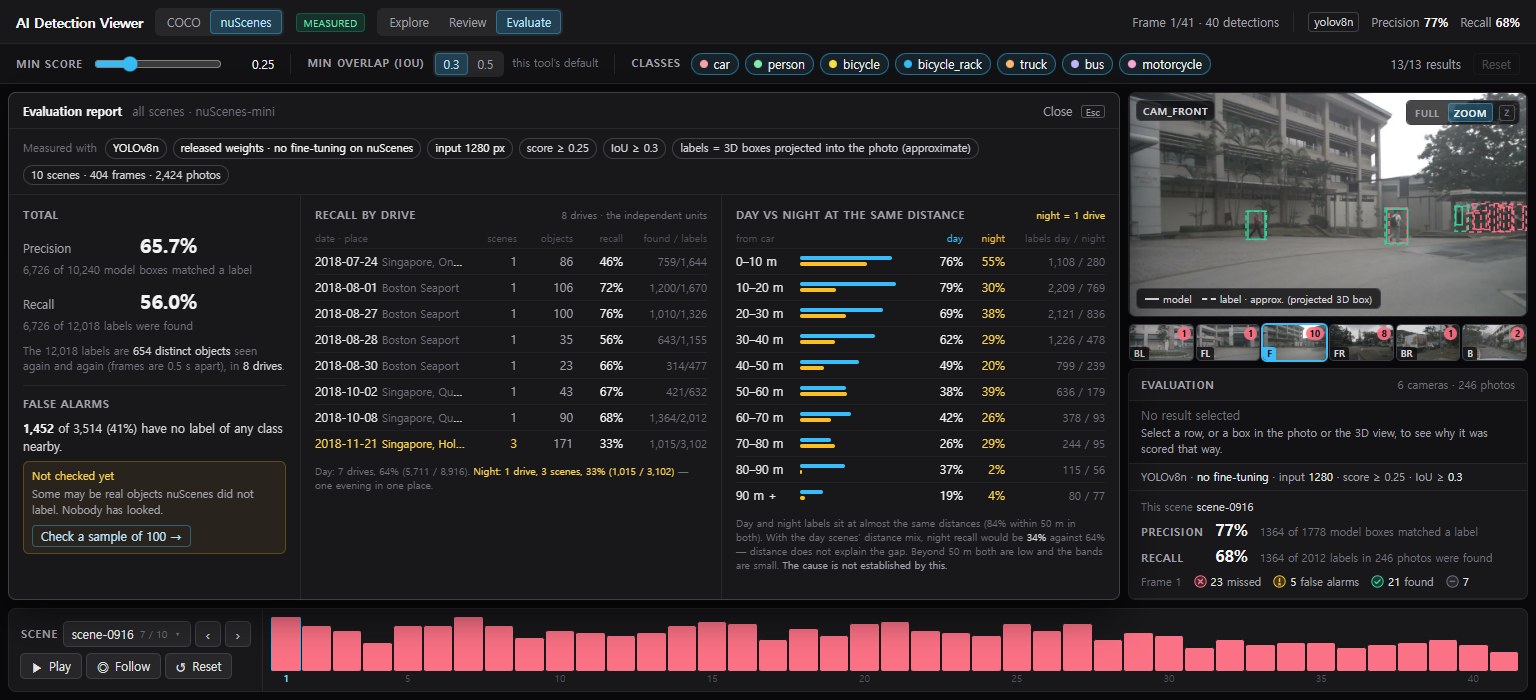 AI Detection Viewer COCO nuScenes MEASURED Explore Review Evaluate Frame 1/41 · 40 detections yolov8n Precision 77% Recall 68%
MIN SCORE 0.25 MIN OVERLAP (IOU) 0.3 0.5 this tool's default CLASSES car person bicycle bicycle_rack truck bus motorcycle 13/13 results Reset
Evaluation report all scenes · nuScenes-mini Close Esc
Measured with YOLOv8n released weights · no fine-tuning on nuScenes input 1280 px score ≥ 0.25 IoU ≥ 0.3 labels = 3D boxes projected into the photo (approximate)
10 scenes · 404 frames · 2,424 photos
TOTAL
Precision 65.7%
6,726 of 10,240 model boxes matched a label
Recall 56.0%
6,726 of 12,018 labels were found
The 12,018 labels are 654 distinct objects seen
again and again (frames are 0.5 s apart), in 8 drives.
FALSE ALARMS
1,452 of 3,514 (41%) have no label of any class
nearby.
Not checked yet
Some may be real objects nuScenes did not
label. Nobody has looked.
Check a sample of 100 →
RECALL BY DRIVE 8 drives · the independent units
date · place scenes objects recall found / labels
2018-07-24 Singapore, On... 1 86 46% 759/1,644
2018-08-01 Boston Seaport 1 106 72% 1,200/1,670
2018-08-27 Boston Seaport 1 100 76% 1,010/1,326
2018-08-28 Boston Seaport 1 35 56% 643/1,155
2018-08-30 Boston Seaport 1 23 66% 314/477
2018-10-02 Singapore, Qu... 1 43 67% 421/632
2018-10-08 Singapore, Qu... 1 90 68% 1,364/2,012
2018-11-21 Singapore, Hol... 3 171 33% 1,015/3,102
Day: 7 drives, 64% (5,711 / 8,916). Night: 1 drive, 3 scenes, 33% (1,015 / 3,102) —
one evening in one place.
DAY VS NIGHT AT THE SAME DISTANCE night = 1 drive
from car day night labels day / night
0–10 m 76% 55% 1,108 / 280
10–20 m 79% 30% 2,209 / 769
20–30 m 69% 38% 2,121 / 836
30–40 m 62% 29% 1,226 / 478
40–50 m 49% 20% 799 / 239
50–60 m 38% 39% 636 / 179
60–70 m 42% 26% 378 / 93
70–80 m 26% 29% 244 / 95
80–90 m 37% 2% 115 / 56
90 m + 19% 4% 80 / 77
Day and night labels sit at almost the same distances (84% within 50 m in
both). With the day scenes' distance mix, night recall would be 34% against 64%
— distance does not explain the gap. Beyond 50 m both are low and the bands
are small. The cause is not established by this.
CAM_FRONT FULL ZOOM Z
model label · approx. (projected 3D box)
1 1 10 8 1 2
BL FL F FR BR B
EVALUATION 6 cameras · 246 photos
No result selected
Select a row, or a box in the photo or the 3D view, to see why it was
scored that way.
YOLOv8n · no fine-tuning · input 1280 · score ≥ 0.25 · IoU ≥ 0.3
This scene scene-0916
PRECISION 77% 1364 of 1778 model boxes matched a label
RECALL 68% 1364 of 2012 labels in 246 photos were found
Frame 1 23 missed 5 false alarms 21 found 7
SCENE scene-0916 7 / 10 ‹ ›
Play Follow Reset
1 5 10 15 20 25 30 35 40